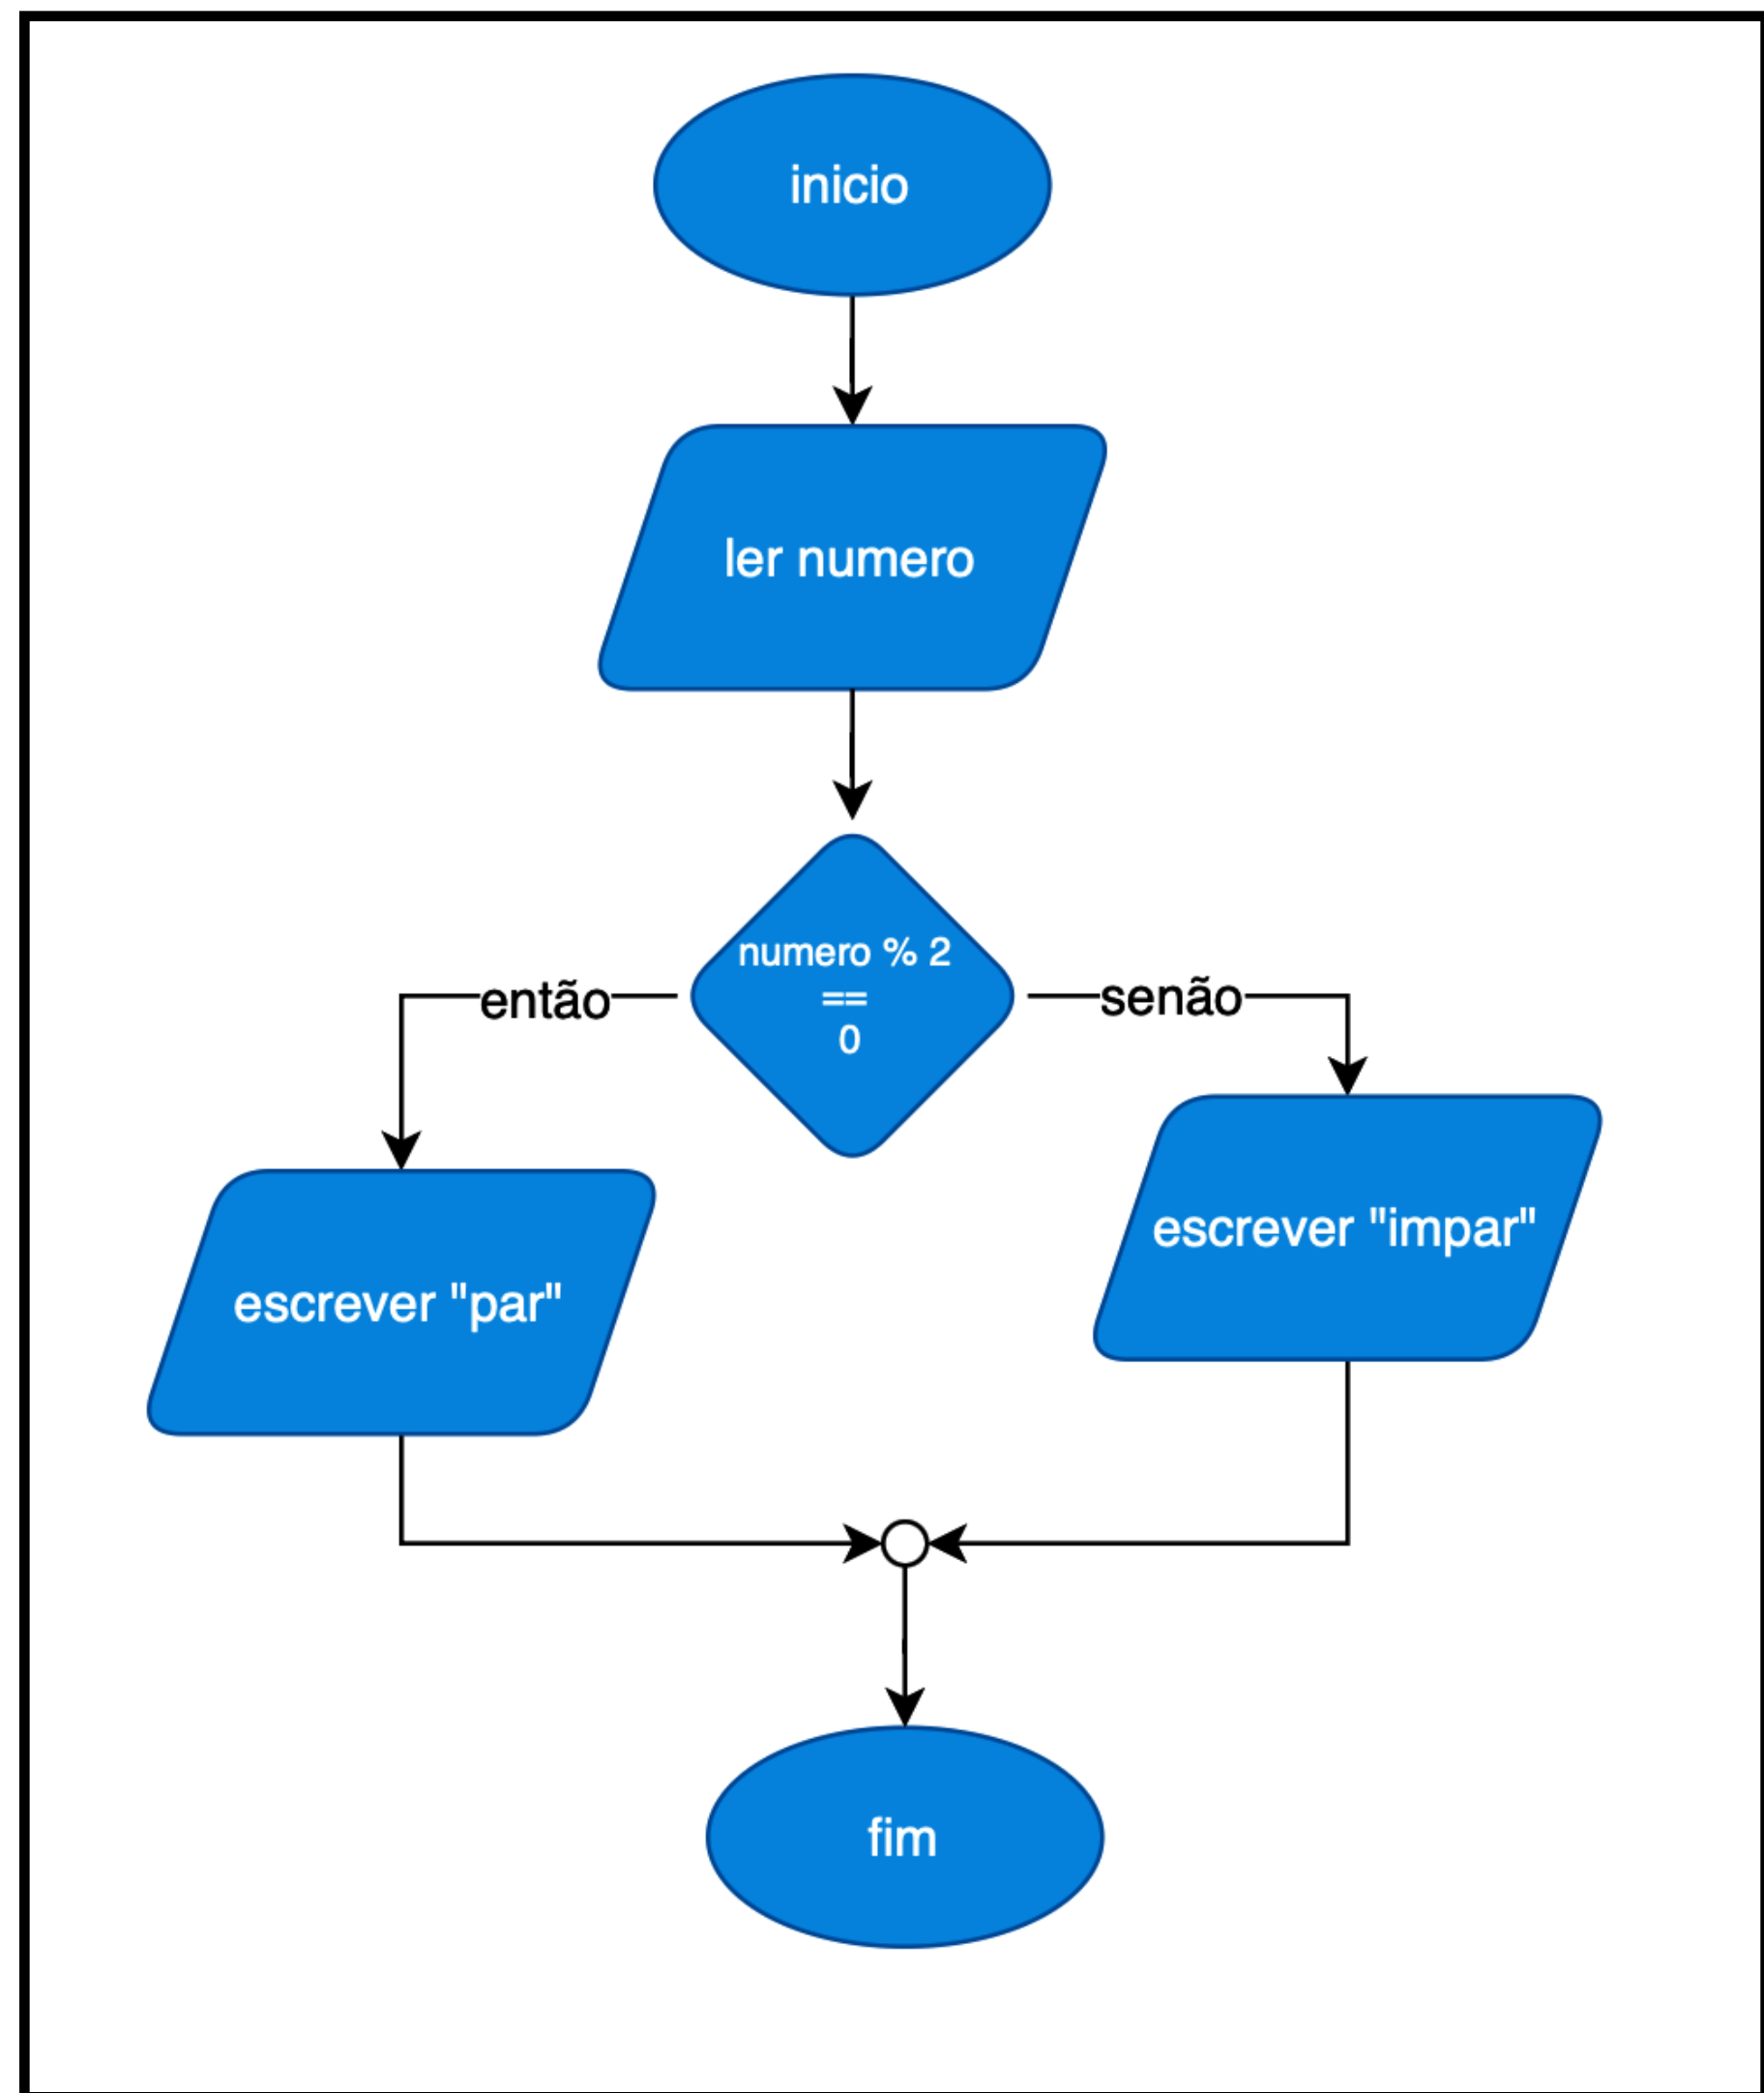 inicio
ler numero
numero % 2
==
0
então
senão
escrever "par"
escrever "impar"
fim